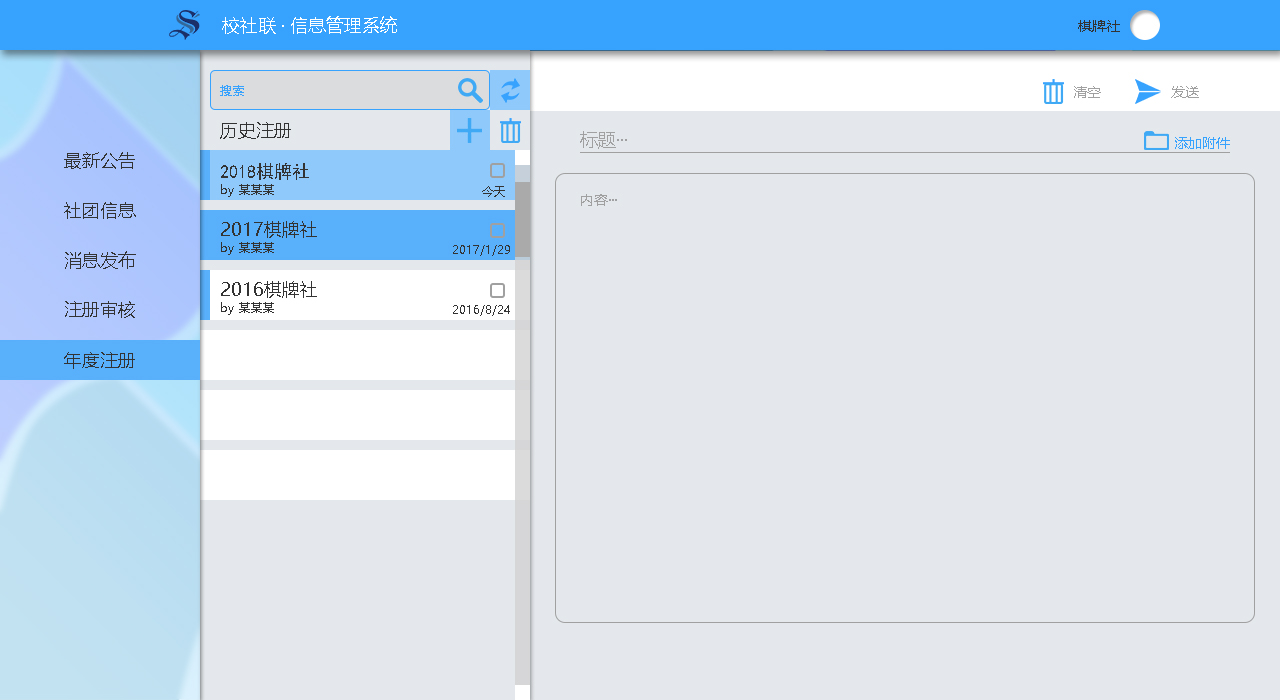 校社联 · 信息管理系统
棋牌社
最新公告
社团信息
消息发布
注册审核
年度注册
搜索
历史注册
2018棋牌社
by 某某某
今天
2017棋牌社
by 某某某
2017/1/29
2016棋牌社
by 某某某
2016/8/24
清空
发送
标题···
添加附件
内容···